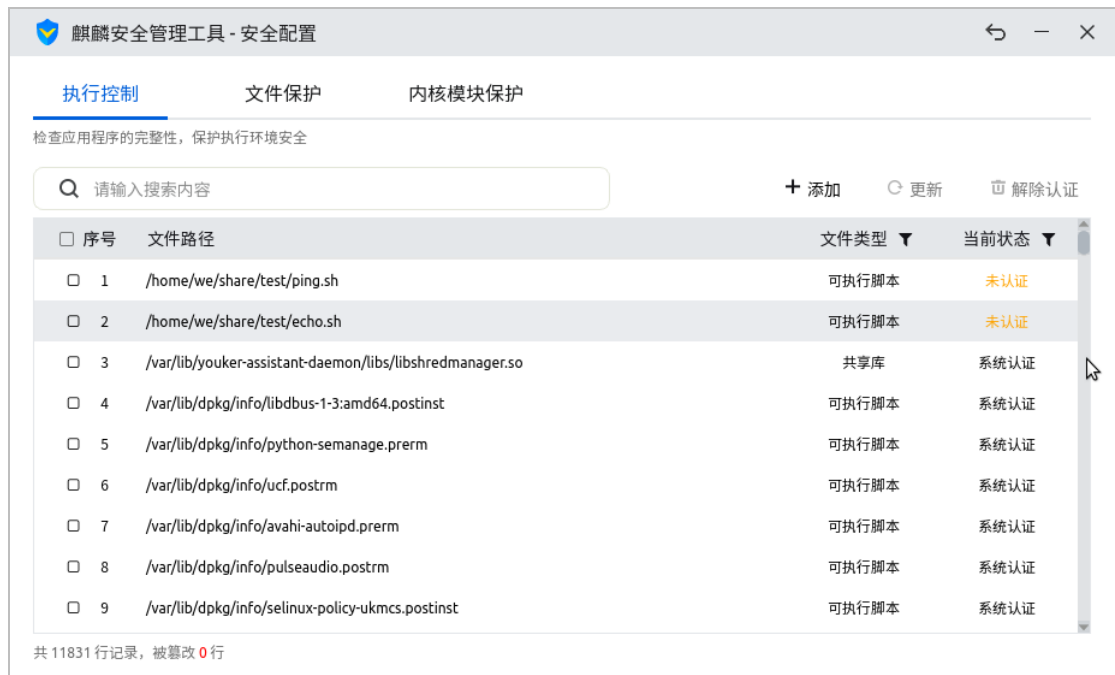 麒麟安全管理工具 - 安全配置
执行控制 文件保护 内核模块保护
检查应用程序的完整性，保护执行环境安全
请输入搜索内容 添加 更新 解除认证
序号 文件路径 文件类型 当前状态
1 /home/we/share/test/ping.sh 可执行脚本 未认证
2 /home/we/share/test/echo.sh 可执行脚本 未认证
3 /var/lib/youker-assistant-daemon/libs/libshredmanager.so 共享库 系统认证
4 /var/lib/dpkg/info/libdbus-1-3:amd64.postinst 可执行脚本 系统认证
5 /var/lib/dpkg/info/python-semanage.prerm 可执行脚本 系统认证
6 /var/lib/dpkg/info/ucf.postrm 可执行脚本 系统认证
7 /var/lib/dpkg/info/avahi-autoipd.prerm 可执行脚本 系统认证
8 /var/lib/dpkg/info/pulseaudio.postrm 可执行脚本 系统认证
9 /var/lib/dpkg/info/selinux-policy-ukmcs.postinst 可执行脚本 系统认证
共 11831 行记录，被篡改 0 行